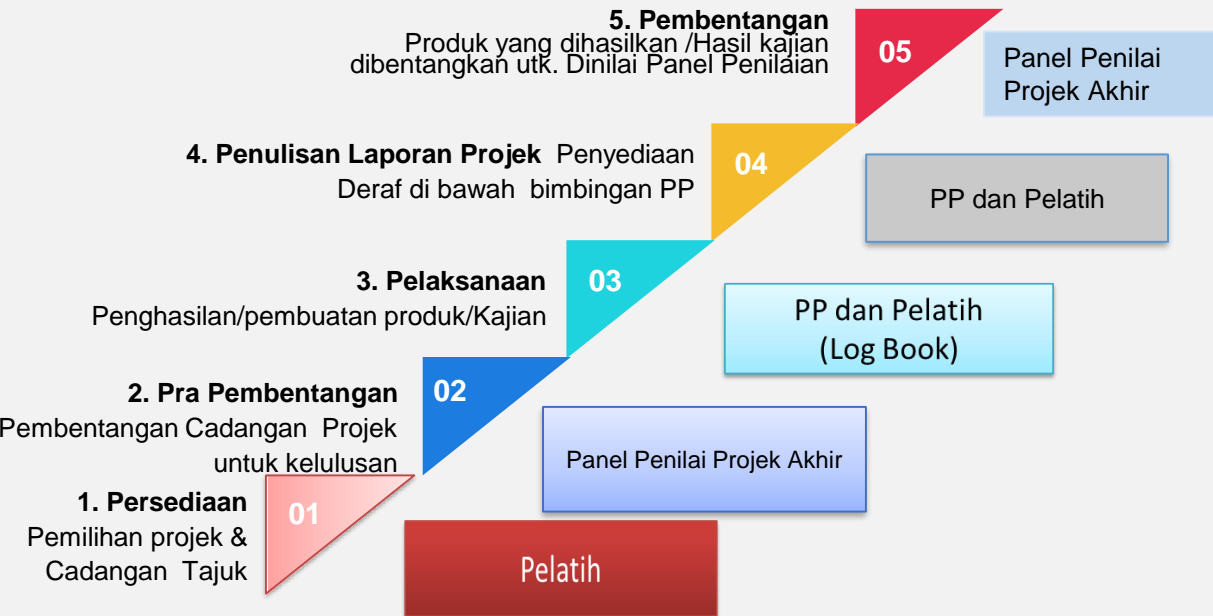 5. Pembentangan
Produk yang dihasilkan /Hasil kajian
dibentangkan utk. Dinilai Panel Penilaian
05
Panel Penilai
Projek Akhir
4. Penulisan Laporan Projek Penyediaan
Deraf di bawah bimbingan PP
04
PP dan Pelatih
3. Pelaksanaan
Penghasilan/pembuatan produk/Kajian
03
PP dan Pelatih
(Log Book)
2. Pra Pembentangan
Pembentangan Cadangan Projek
untuk kelulusan
02
Panel Penilai Projek Akhir
1. Persediaan
Pemilihan projek &
Cadangan Tajuk
01
Pelatih